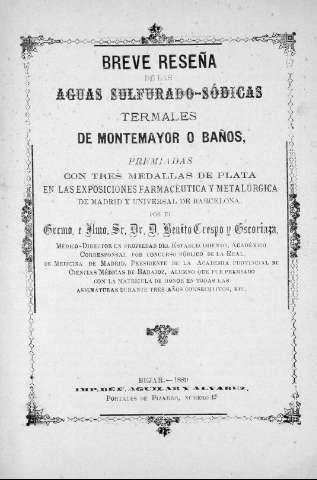 BREVE RESEÑA
DE LAS
AGUAS SULFURADO-SÓDICAS
TERMALES
DE MONTEMAYOR O BAÑOS,
PREMIADAS
CON TRES MEDALLAS DE PLATA
EN LAS EXPOSICIONES FARMACÉUTICA Y METALÚRGICA
DE MADRID Y UNIVERSAL DE BARCELONA,
POR EL
Excmo. é Ilmo. Sr. Dr. D. Benito Crespo y Escoriaza,
MÉDICO-DIRECTOR EN PROPIEDAD DEL ESTABLECIMIENTO, ACADÉMICO
CORRESPONSAL POR CONCURSO PÚBLICO DE LA REAL
DE MEDICINA DE MADRID, PRESIDENTE DE LA ACADEMIA PROVINCIAL DE
CIENCIAS MÉDICAS DE BADAJOZ, ALUMNO QUE FUÉ PREMIADO
CON LA MATRÍCULA DE HONOR EN TODAS LAS
ASIGNATURAS DURANTE TRES AÑOS CONSECUTIVOS, ETC.
BEJAR.—1889
IMP. DE F. AGUILAR Y ALVAREZ,
PORTALES DE PIZARRO, NÚMERO